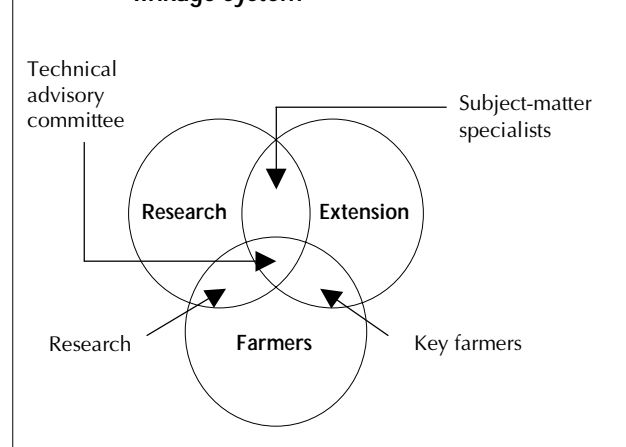 linkage system
Technical
advisory
committee
Subject-matter
specialists
Research
Extension
Research
Farmers
Key farmers